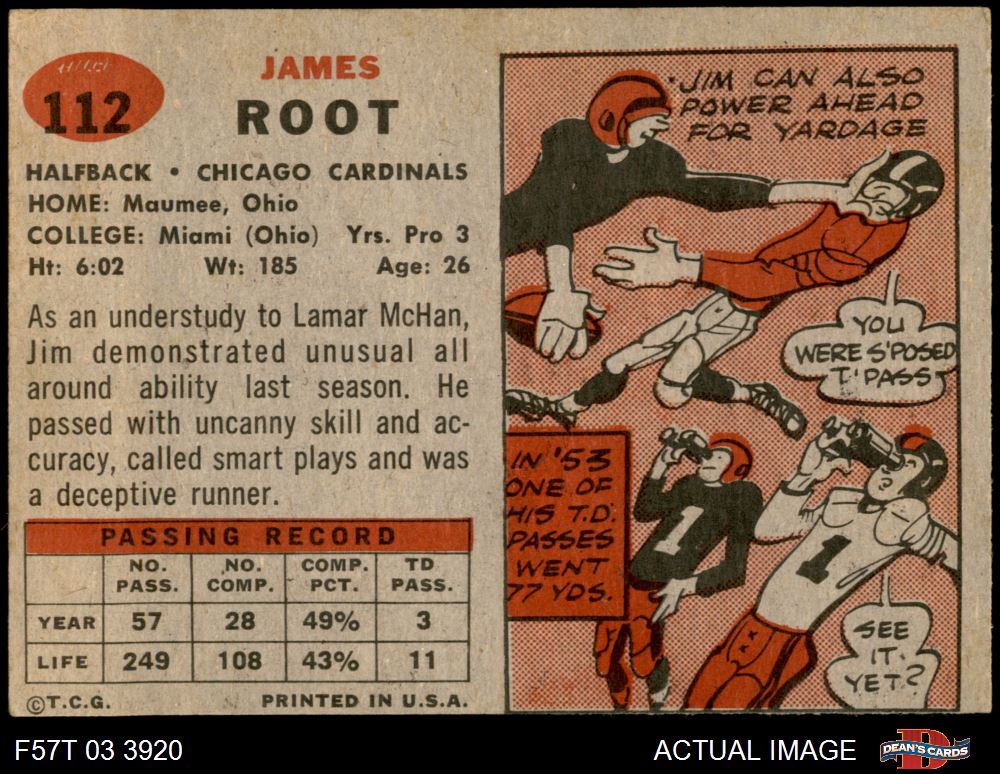 112
JAMES
ROOT
HALFBACK • CHICAGO CARDINALS
HOME: Maumee, Ohio
COLLEGE: Miami (Ohio) Yrs. Pro 3
Ht: 6:02 Wt: 185 Age: 26
As an understudy to Lamar McHan,
Jim demonstrated unusual all
around ability last season. He
passed with uncanny skill and ac-
curacy, called smart plays and was
a deceptive runner.
PASSING RECORD
NO. PASS. NO. COMP. COMP. PCT. TD PASS.
YEAR 57 28 49% 3
LIFE 249 108 43% 11
©T.C.G. PRINTED IN U.S.A.
JIM CAN ALSO
POWER AHEAD
FOR YARDAGE
YOU
WERE S'POSED
T' PASS
IN '53
ONE OF
HIS T.D.
PASSES
WENT
77 YDS.
1
1
SEE
IT.
YET?
F57T 03 3920 ACTUAL IMAGE
DEAN'S CARDS